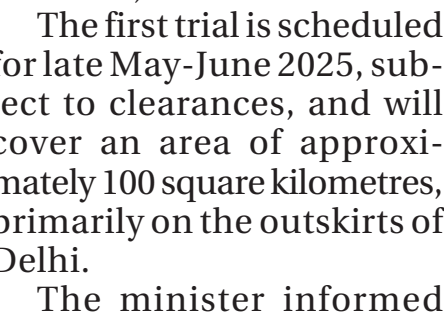 The first trial is scheduled
for late May-June 2025, sub-
ject to clearances, and will
cover an area of approxi-
mately 100 square kilometres,
primarily on the outskirts of
Delhi.
The minister informed